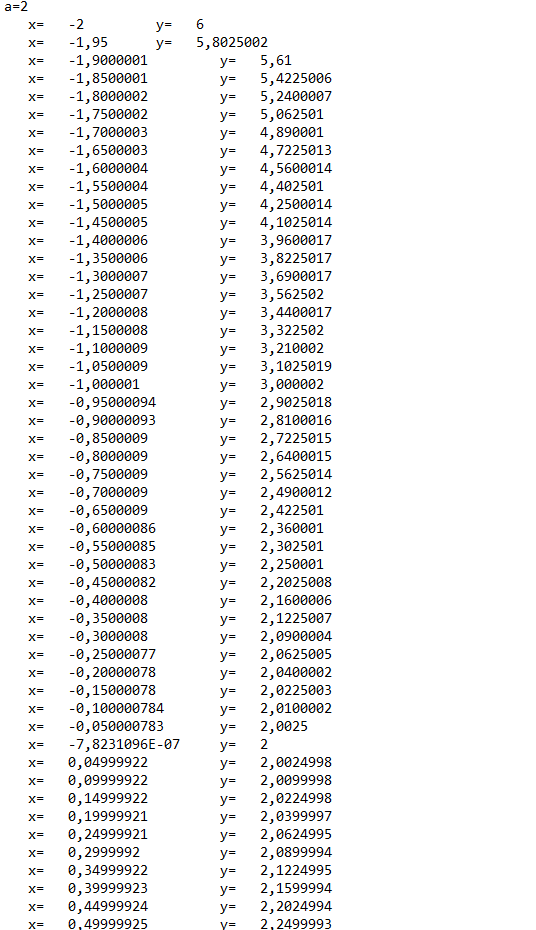 a=2
x= -2 y= 6
x= -1,95 y= 5,8025002
x= -1,9000001 y= 5,61
x= -1,8500001 y= 5,4225006
x= -1,8000002 y= 5,2400007
x= -1,7500002 y= 5,062501
x= -1,7000003 y= 4,890001
x= -1,6500003 y= 4,7225013
x= -1,6000004 y= 4,5600014
x= -1,5500004 y= 4,402501
x= -1,5000005 y= 4,2500014
x= -1,4500005 y= 4,1025014
x= -1,4000006 y= 3,9600017
x= -1,3500006 y= 3,8225017
x= -1,3000007 y= 3,6900017
x= -1,2500007 y= 3,562502
x= -1,2000008 y= 3,4400017
x= -1,1500008 y= 3,322502
x= -1,1000009 y= 3,210002
x= -1,0500009 y= 3,1025019
x= -1,000001 y= 3,000002
x= -0,95000094 y= 2,9025018
x= -0,90000093 y= 2,8100016
x= -0,8500009 y= 2,7225015
x= -0,8000009 y= 2,6400015
x= -0,7500009 y= 2,5625014
x= -0,7000009 y= 2,4900012
x= -0,6500009 y= 2,422501
x= -0,60000086 y= 2,360001
x= -0,55000085 y= 2,302501
x= -0,50000083 y= 2,250001
x= -0,45000082 y= 2,2025008
x= -0,4000008 y= 2,1600006
x= -0,3500008 y= 2,1225007
x= -0,3000008 y= 2,0900004
x= -0,25000077 y= 2,0625005
x= -0,20000078 y= 2,0400002
x= -0,15000078 y= 2,0225003
x= -0,100000784 y= 2,0100002
x= -0,050000783 y= 2,0025
x= -7,8231096E-07 y= 2
x= 0,04999922 y= 2,0024998
x= 0,09999922 y= 2,0099998
x= 0,14999922 y= 2,0224998
x= 0,19999921 y= 2,0399997
x= 0,24999921 y= 2,0624995
x= 0,2999992 y= 2,0899994
x= 0,34999922 y= 2,1224995
x= 0,39999923 y= 2,1599994
x= 0,44999924 y= 2,2024994
x= 0,49999925 y= 2,2499993